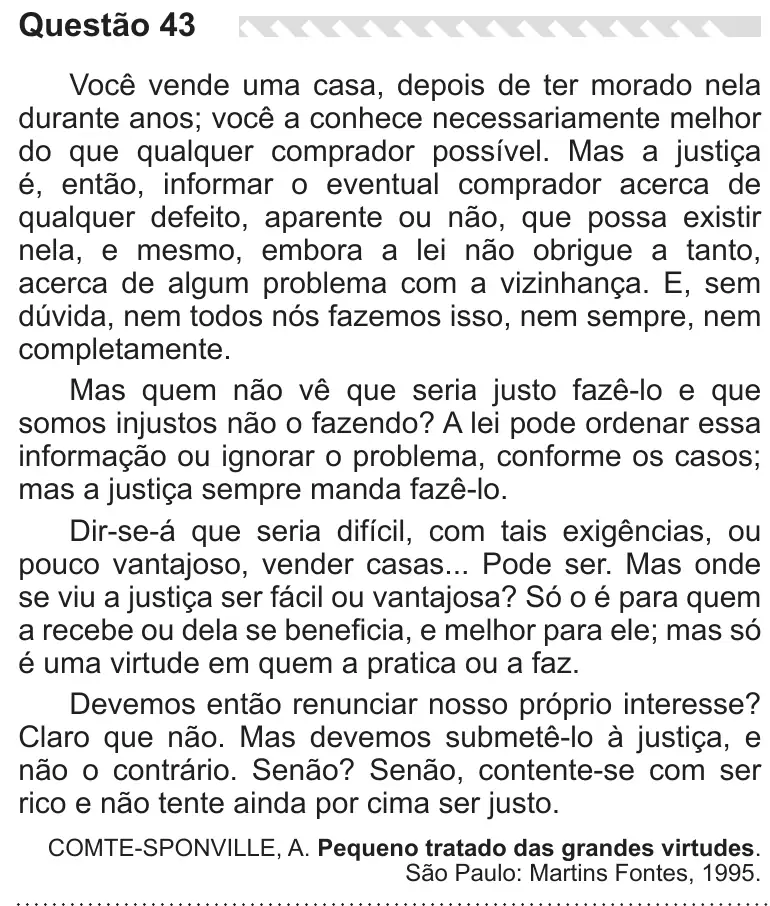 Questão 43
Você vende uma casa, depois de ter morado nela
durante anos; você a conhece necessariamente melhor
do que qualquer comprador possível. Mas a justiça
é, então, informar o eventual comprador acerca de
qualquer defeito, aparente ou não, que possa existir
nela, e mesmo, embora a lei não obrigue a tanto,
acerca de algum problema com a vizinhança. E, sem
dúvida, nem todos nós fazemos isso, nem sempre, nem
completamente.
Mas quem não vê que seria justo fazê-lo e que
somos injustos não o fazendo? A lei pode ordenar essa
informação ou ignorar o problema, conforme os casos;
mas a justiça sempre manda fazê-lo.
Dir-se-á que seria difícil, com tais exigências, ou
pouco vantajoso, vender casas... Pode ser. Mas onde
se viu a justiça ser fácil ou vantajosa? Só o é para quem
a recebe ou dela se beneficia, e melhor para ele; mas só
é uma virtude em quem a pratica ou a faz.
Devemos então renunciar nosso próprio interesse?
Claro que não. Mas devemos submetê-lo à justiça, e
não o contrário. Senão? Senão, contente-se com ser
rico e não tente ainda por cima ser justo.
COMTE-SPONVILLE, A. Pequeno tratado das grandes virtudes.
São Paulo: Martins Fontes, 1995.